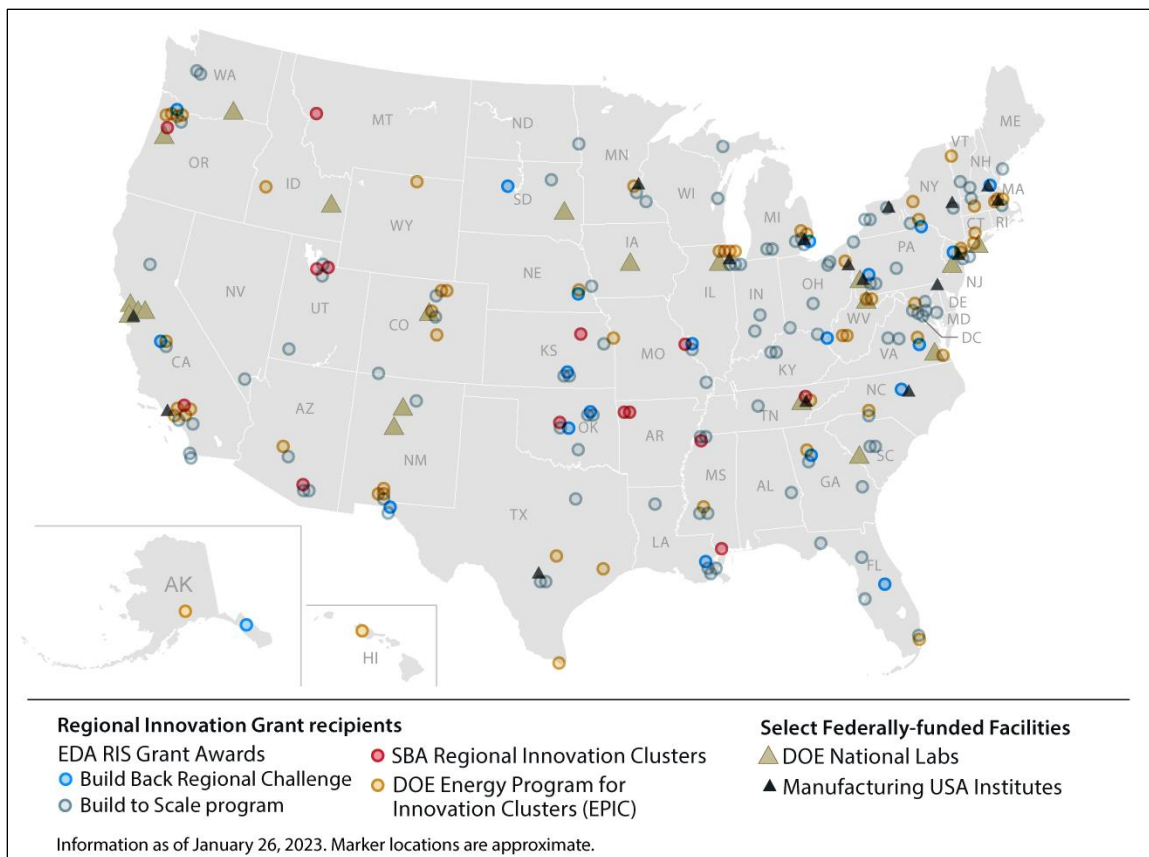 WA
MT
ND
MN
ME
VT
NH
OR
ID
SD
WI
MI
NY
MA
WY
CT
RI
IA
PA
NE
NV
UT
IL
IN
OH
NJ
CO
WV
DE
MD
DC
CA
KS
MO
KY
VA
NC
TN
AZ
NM
OK
AR
SC
MS
AL
GA
TX
LA
FL
AK
HI
Regional Innovation Grant recipients
EDA RIS Grant Awards
Build Back Regional Challenge
Build to Scale program
SBA Regional Innovation Clusters
DOE Energy Program for
Innovation Clusters (EPIC)
Select Federally-funded Facilities
DOE National Labs
Manufacturing USA Institutes
Information as of January 26, 2023. Marker locations are approximate.